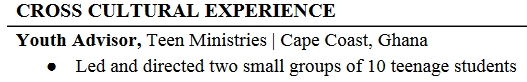 CROSS CULTURAL EXPERIENCE
Youth Advisor, Teen Ministries | Cape Coast, Ghana
● Led and directed two small groups of 10 teenage students